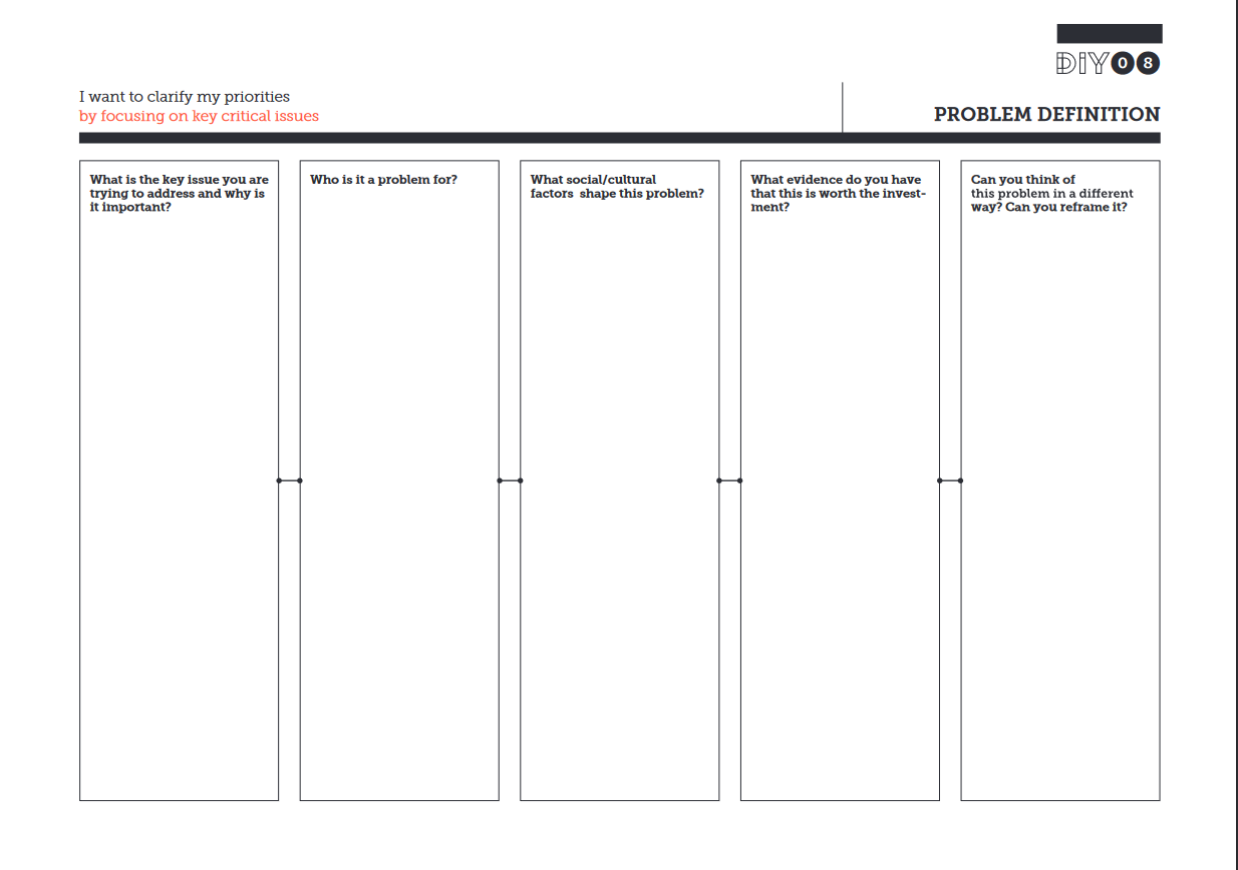 DIY08
I want to clarify my priorities
by focusing on key critical issues
PROBLEM DEFINITION
What is the key issue you are
trying to address and why is
it important?
Who is it a problem for?
What social/cultural
factors shape this problem?
What evidence do you have
that this is worth the invest-
ment?
Can you think of
this problem in a different
way? Can you reframe it?